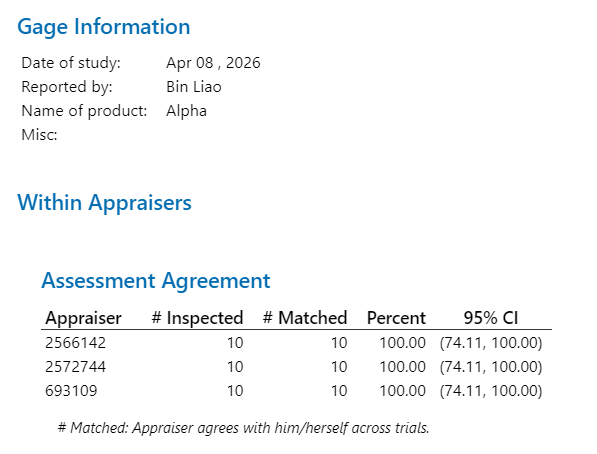 Gage Information
Date of study: Apr 08 , 2026
Reported by: Bin Liao
Name of product: Alpha
Misc:
Within Appraisers
Assessment Agreement
Appraiser # Inspected # Matched Percent 95% CI
2566142 10 10 100.00 (74.11, 100.00)
2572744 10 10 100.00 (74.11, 100.00)
693109 10 10 100.00 (74.11, 100.00)
# Matched: Appraiser agrees with him/herself across trials.